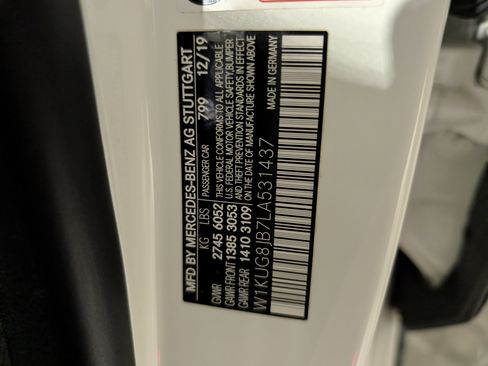 MFD BY MERCEDES-BENZ AG STUTTGART
PASSENGER CAR 799 12/19
KG LBS
GVWR 2745 6052
GAWR FRONT 1385 3053
GAWR REAR 1410 3109
THIS VEHICLE CONFORMS TO ALL APPLICABLE
U.S. FEDERAL MOTOR VEHICLE SAFETY, BUMPER
AND THEFT PREVENTION STANDARDS IN EFFECT
ON THE DATE OF MANUFACTURE SHOWN ABOVE
W1KUG8JB7LA531437 MADE IN GERMANY